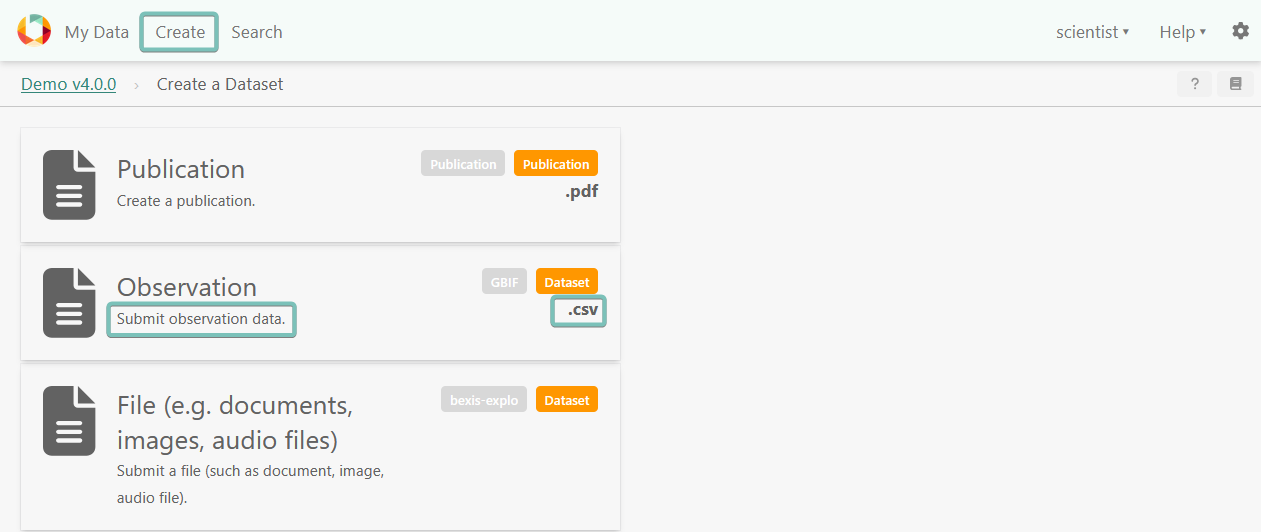 My Data Create Search scientist ▾ Help ▾
Demo v4.0.0 › Create a Dataset ?
Publication Publication Publication
Create a publication. .pdf
Observation GBIF Dataset
Submit observation data. .csv
File (e.g. documents, bexis-explo Dataset
images, audio files)
Submit a file (such as document, image,
audio file).